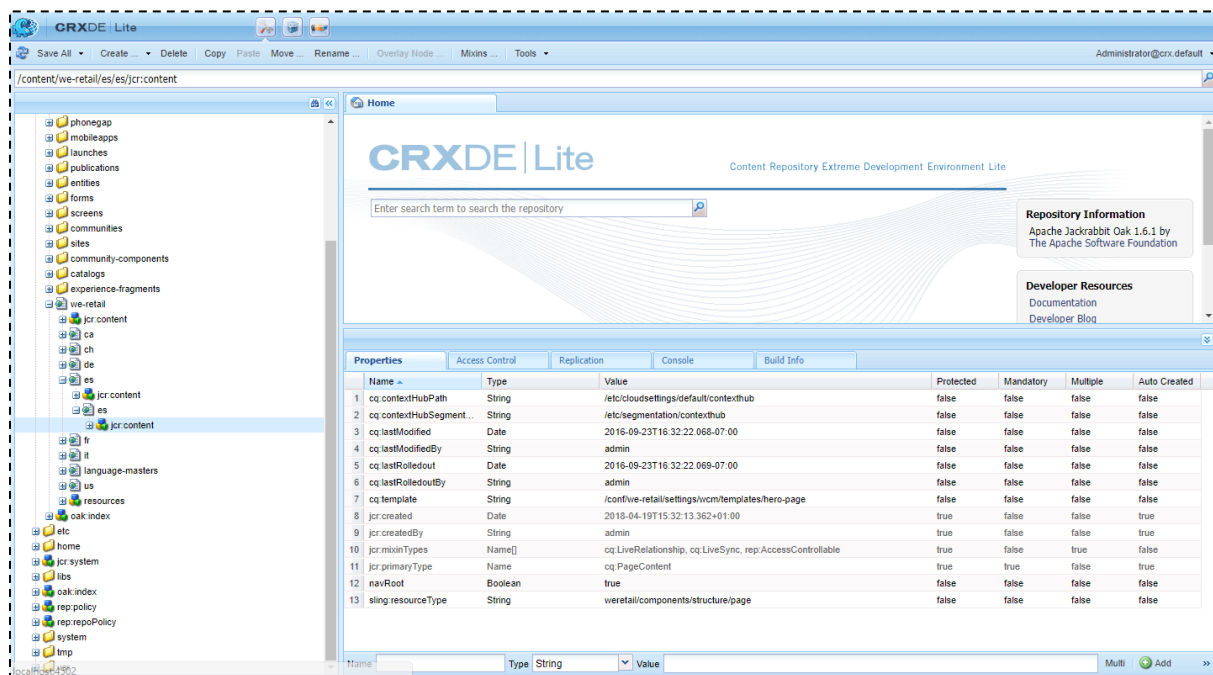 CRXDE Lite
Save All Create ... Delete Copy Paste Move ... Rename ... Overlay Node ... Mixins ... Tools Administrator@crx.default
/content/we-retail/es/es/jcr:content
phonegap
mobileapps
launches
publications
entities
forms
screens
communities
sites
community-components
catalogs
experience-fragments
we-retail
jcr:content
ca
ch
de
es
jcr:content
es
jcr:content
fr
it
language-masters
us
resources
oak:index
etc
home
jcr:system
libs
oak:index
rep:policy
rep:repoPolicy
system
tmp
localhost:4502
Home
CRXDE Lite
Content Repository Extreme Development Environment Lite
Enter search term to search the repository
Repository Information
Apache Jackrabbit Oak 1.6.1 by
The Apache Software Foundation
Developer Resources
Documentation
Developer Blog
Properties Access Control Replication Console Build Info
Name Type Value Protected Mandatory Multiple Auto Created
1 cq:contextHubPath String /etc/cloudsettings/default/contexthub false false false false
2 cq:contextHubSegment... String /etc/segmentation/contexthub false false false false
3 cq:lastModified Date 2016-09-23T16:32:22.068-07:00 false false false false
4 cq:lastModifiedBy String admin false false false false
5 cq:lastRolledout Date 2016-09-23T16:32:22.069-07:00 false false false false
6 cq:lastRolledoutBy String admin false false false false
7 cq:template String /conf/we-retail/settings/wcm/templates/hero-page false false false false
8 jcr:created Date 2018-04-19T15:32:13.362+01:00 true false false true
9 jcr:createdBy String admin true false false true
10 jcr:mixinTypes Name[] cq:LiveRelationship, cq:LiveSync, rep:AccessControllable true false true false
11 jcr:primaryType Name cq:PageContent true true false true
12 navRoot Boolean true false false false false
13 sling:resourceType String weretail/components/structure/page false false false false
Name Type String Value Multi Add »